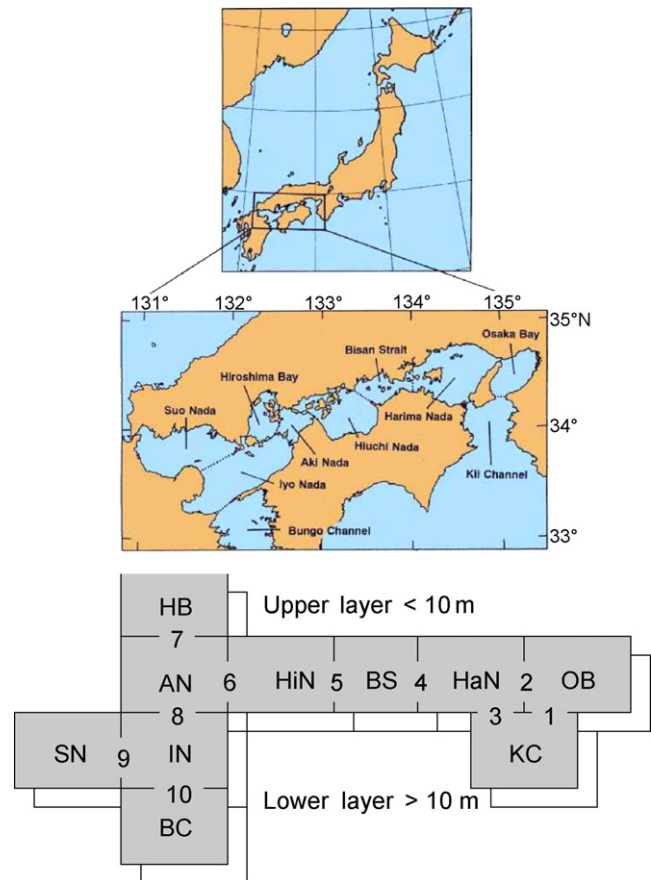 131° 132° 133° 134° 135°
35°N
Osaka Bay
Bisan Strait
Hiroshima Bay
Suo Nada
Harima Nada
34°
Hiuchi Nada
Aki Nada
Kii Channel
Iyo Nada
Bungo Channel
33°
HB
Upper layer < 10 m
7
AN 6 HiN 5 BS 4 HaN 2 OB
8 3 1
SN 9 IN KC
10
Lower layer > 10 m
BC